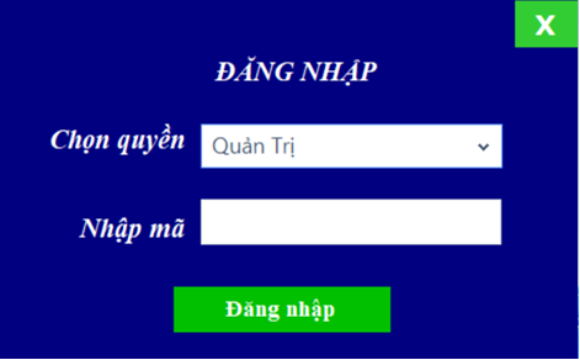 X
ĐĂNG NHẬP
Chọn quyền Quản Trị
Nhập mã
Đăng nhập